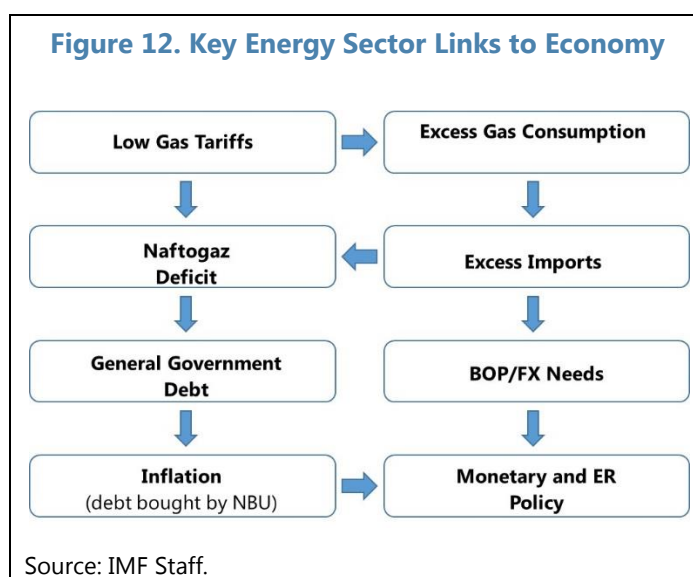 Figure 12. Key Energy Sector Links to Economy
Low Gas Tariffs
Excess Gas Consumption
Naftogaz
Deficit
Excess Imports
General Government
Debt
BOP/FX Needs
Inflation
(debt bought by NBU)
Monetary and ER
Policy
Source: IMF Staff.